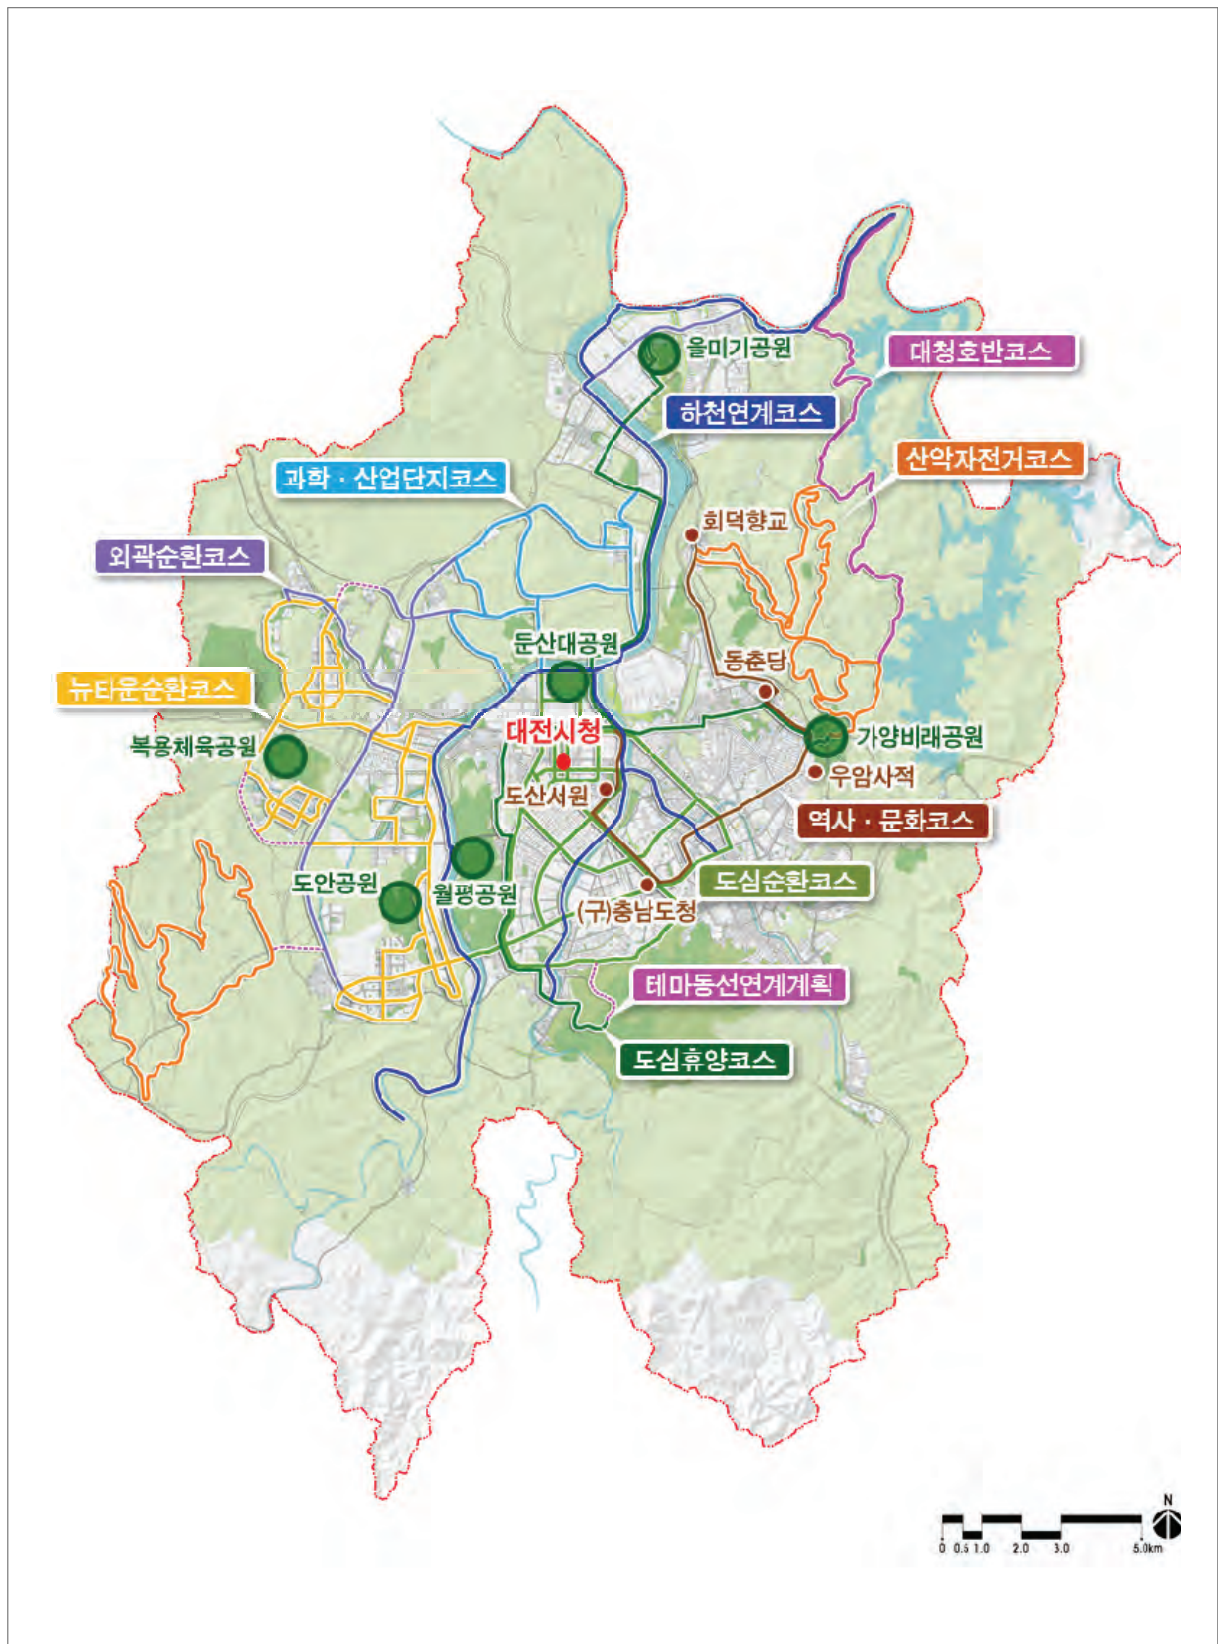 을미기공원
대청호반코스
하천연계코스
산악자전거코스
과학 · 산업단지코스
회덕향교
외곽순환코스
둔산대공원
동춘당
뉴타운순환코스
대전시청
복용체육공원
가양비래공원
우암사적
도산서원
역사 · 문화코스
도안공원
월평공원
도심순환코스
(구)충남도청
테마동선연계계획
도심휴양코스
N
0 0.5 1.0 2.0 3.0 5.0km